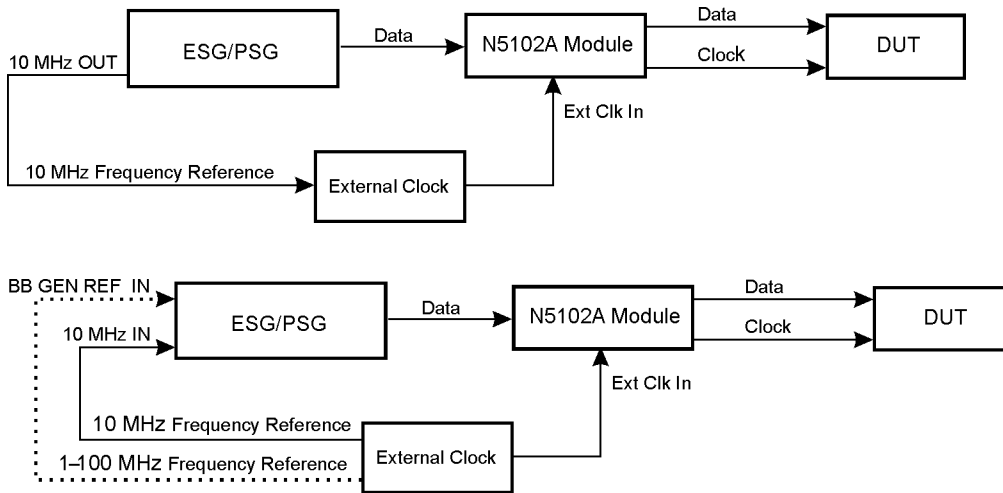 ESG/PSG
Data
N5102A Module
Data
Clock
DUT
10 MHz OUT
Ext Clk In
10 MHz Frequency Reference
External Clock
BB GEN REF IN
10 MHz IN
ESG/PSG
Data
N5102A Module
Data
Clock
DUT
Ext Clk In
10 MHz Frequency Reference
1–100 MHz Frequency Reference
External Clock